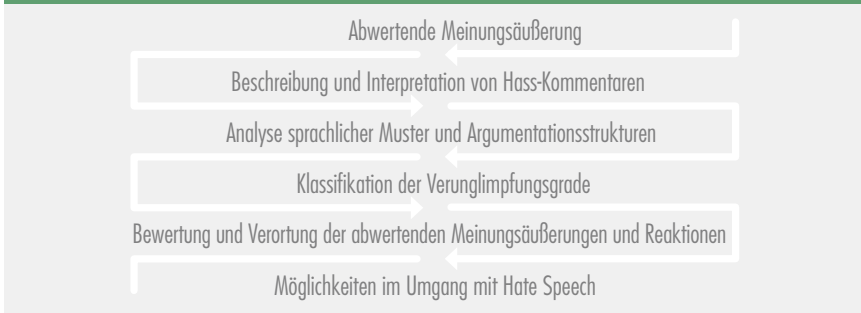 Abwertende Meinungsäußerung
Beschreibung und Interpretation von Hass-Kommentaren
Analyse sprachlicher Muster und Argumentationsstrukturen
Klassifikation der Verunglimpfungsgrade
Bewertung und Verortung der abwertenden Meinungsäußerungen und Reaktionen
Möglichkeiten im Umgang mit Hate Speech